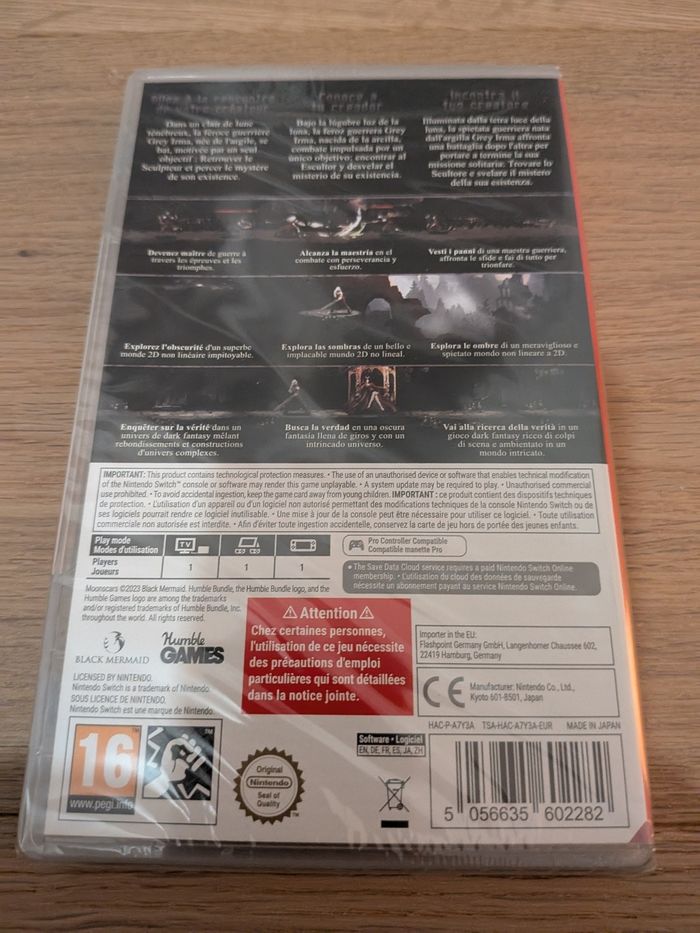 Allez à la rencontre
de votre créateur
Dans un clair de lune
ténébreux, la féroce guerrière
Grey Irma, née de l'argile, se
bat, motivée par un seul
objectif : Retrouver le
Sculpteur et percer le mystère
de son existence.
Conoce a
tu creador
Bajo la lúgubre luz de la
luna, la feroz guerrera Grey
Irma, nacida de la arcilla,
combate impulsada por un
único objetivo: encontrar al
Escultor y desvelar el
misterio de su existencia.
Incontra il
tuo creatore
Illuminata dalla tetra luce della
luna, la spietata guerriera nata
dall'argilla Grey Irma affronta
una battaglia dopo l'altra per
portare a termine la sua
missione solitaria: Trovare lo
Scultore e svelare il mistero
della sua esistenza.
Devenez maître de guerre à
travers les épreuves et les
triomphes.
Alcanza la maestría en el
combate con perseverancia y
esfuerzo.
Vesti i panni di una maestra guerriera,
affronta le sfide e fai di tutto per
trionfare.
Explorez l'obscurité d'un superbe
monde 2D non linéaire impitoyable.
Explora las sombras de un bello e
implacable mundo 2D no lineal.
Esplora le ombre di un meraviglioso e
spietato mondo non lineare a 2D.
Enquêter sur la vérité dans un
univers de dark fantasy mêlant
rebondissements et constructions
d'univers complexes.
Busca la verdad en una oscura
fantasía llena de giros y con un
intrincado universo.
Vai alla ricerca della verità in un
gioco dark fantasy ricco di colpi
di scena e ambientato in un
mondo intricato.
IMPORTANT: This product contains technological protection measures. • The use of an unauthorised device or software that enables technical modification
of the Nintendo Switch™ console or software may render this game unplayable. • A system update may be required to play. • Unauthorised commercial
use prohibited. • To avoid accidental ingestion, keep the game card away from young children. IMPORTANT : ce produit contient des dispositifs techniques
de protection. • L'utilisation d'un appareil ou d'un logiciel non autorisé permettant des modifications techniques de la console Nintendo Switch ou de
ses logiciels pourrait rendre ce logiciel inutilisable. • Une mise à jour de la console peut être nécessaire pour utiliser ce logiciel. • Toute utilisation
commerciale non autorisée est interdite. • Afin d'éviter toute ingestion accidentelle, conservez la carte de jeu hors de portée des jeunes enfants.
Play mode
Modes d'utilisation
TV
Players
Joueurs
1
1
1
Pro Controller Compatible
Compatible manette Pro
• The Save Data Cloud service requires a paid Nintendo Switch Online
membership. • L'utilisation du cloud des données de sauvegarde
nécessite un abonnement payant au service Nintendo Switch Online.
Moonscars ©2023 Black Mermaid. Humble Bundle, the Humble Bundle logo, and the
Humble Games logo are among the trademarks
and/or registered trademarks of Humble Bundle, Inc.
throughout the world. All rights reserved.
BLACK MERMAID
Humble
GAMES
LICENSED BY NINTENDO.
Nintendo Switch is a trademark of Nintendo.
SOUS LICENCE DE NINTENDO.
Nintendo Switch est une marque de Nintendo.
⚠ Attention ⚠
Chez certaines personnes,
l'utilisation de ce jeu nécessite
des précautions d'emploi
particulières qui sont détaillées
dans la notice jointe.
Importer in the EU:
Flashpoint Germany GmbH, Langenhorner Chaussee 602,
22419 Hamburg, Germany
CE
Manufacturer: Nintendo Co., Ltd.,
Kyoto 601-8501, Japan
HAC-P-A7Y3A TSA-HAC-A7Y3A-EUR MADE IN JAPAN
16
www.pegi.info
Original
Nintendo
Seal of
Quality
Software • Logiciel
EN, DE, FR, ES, JA, ZH
5 056635 602282